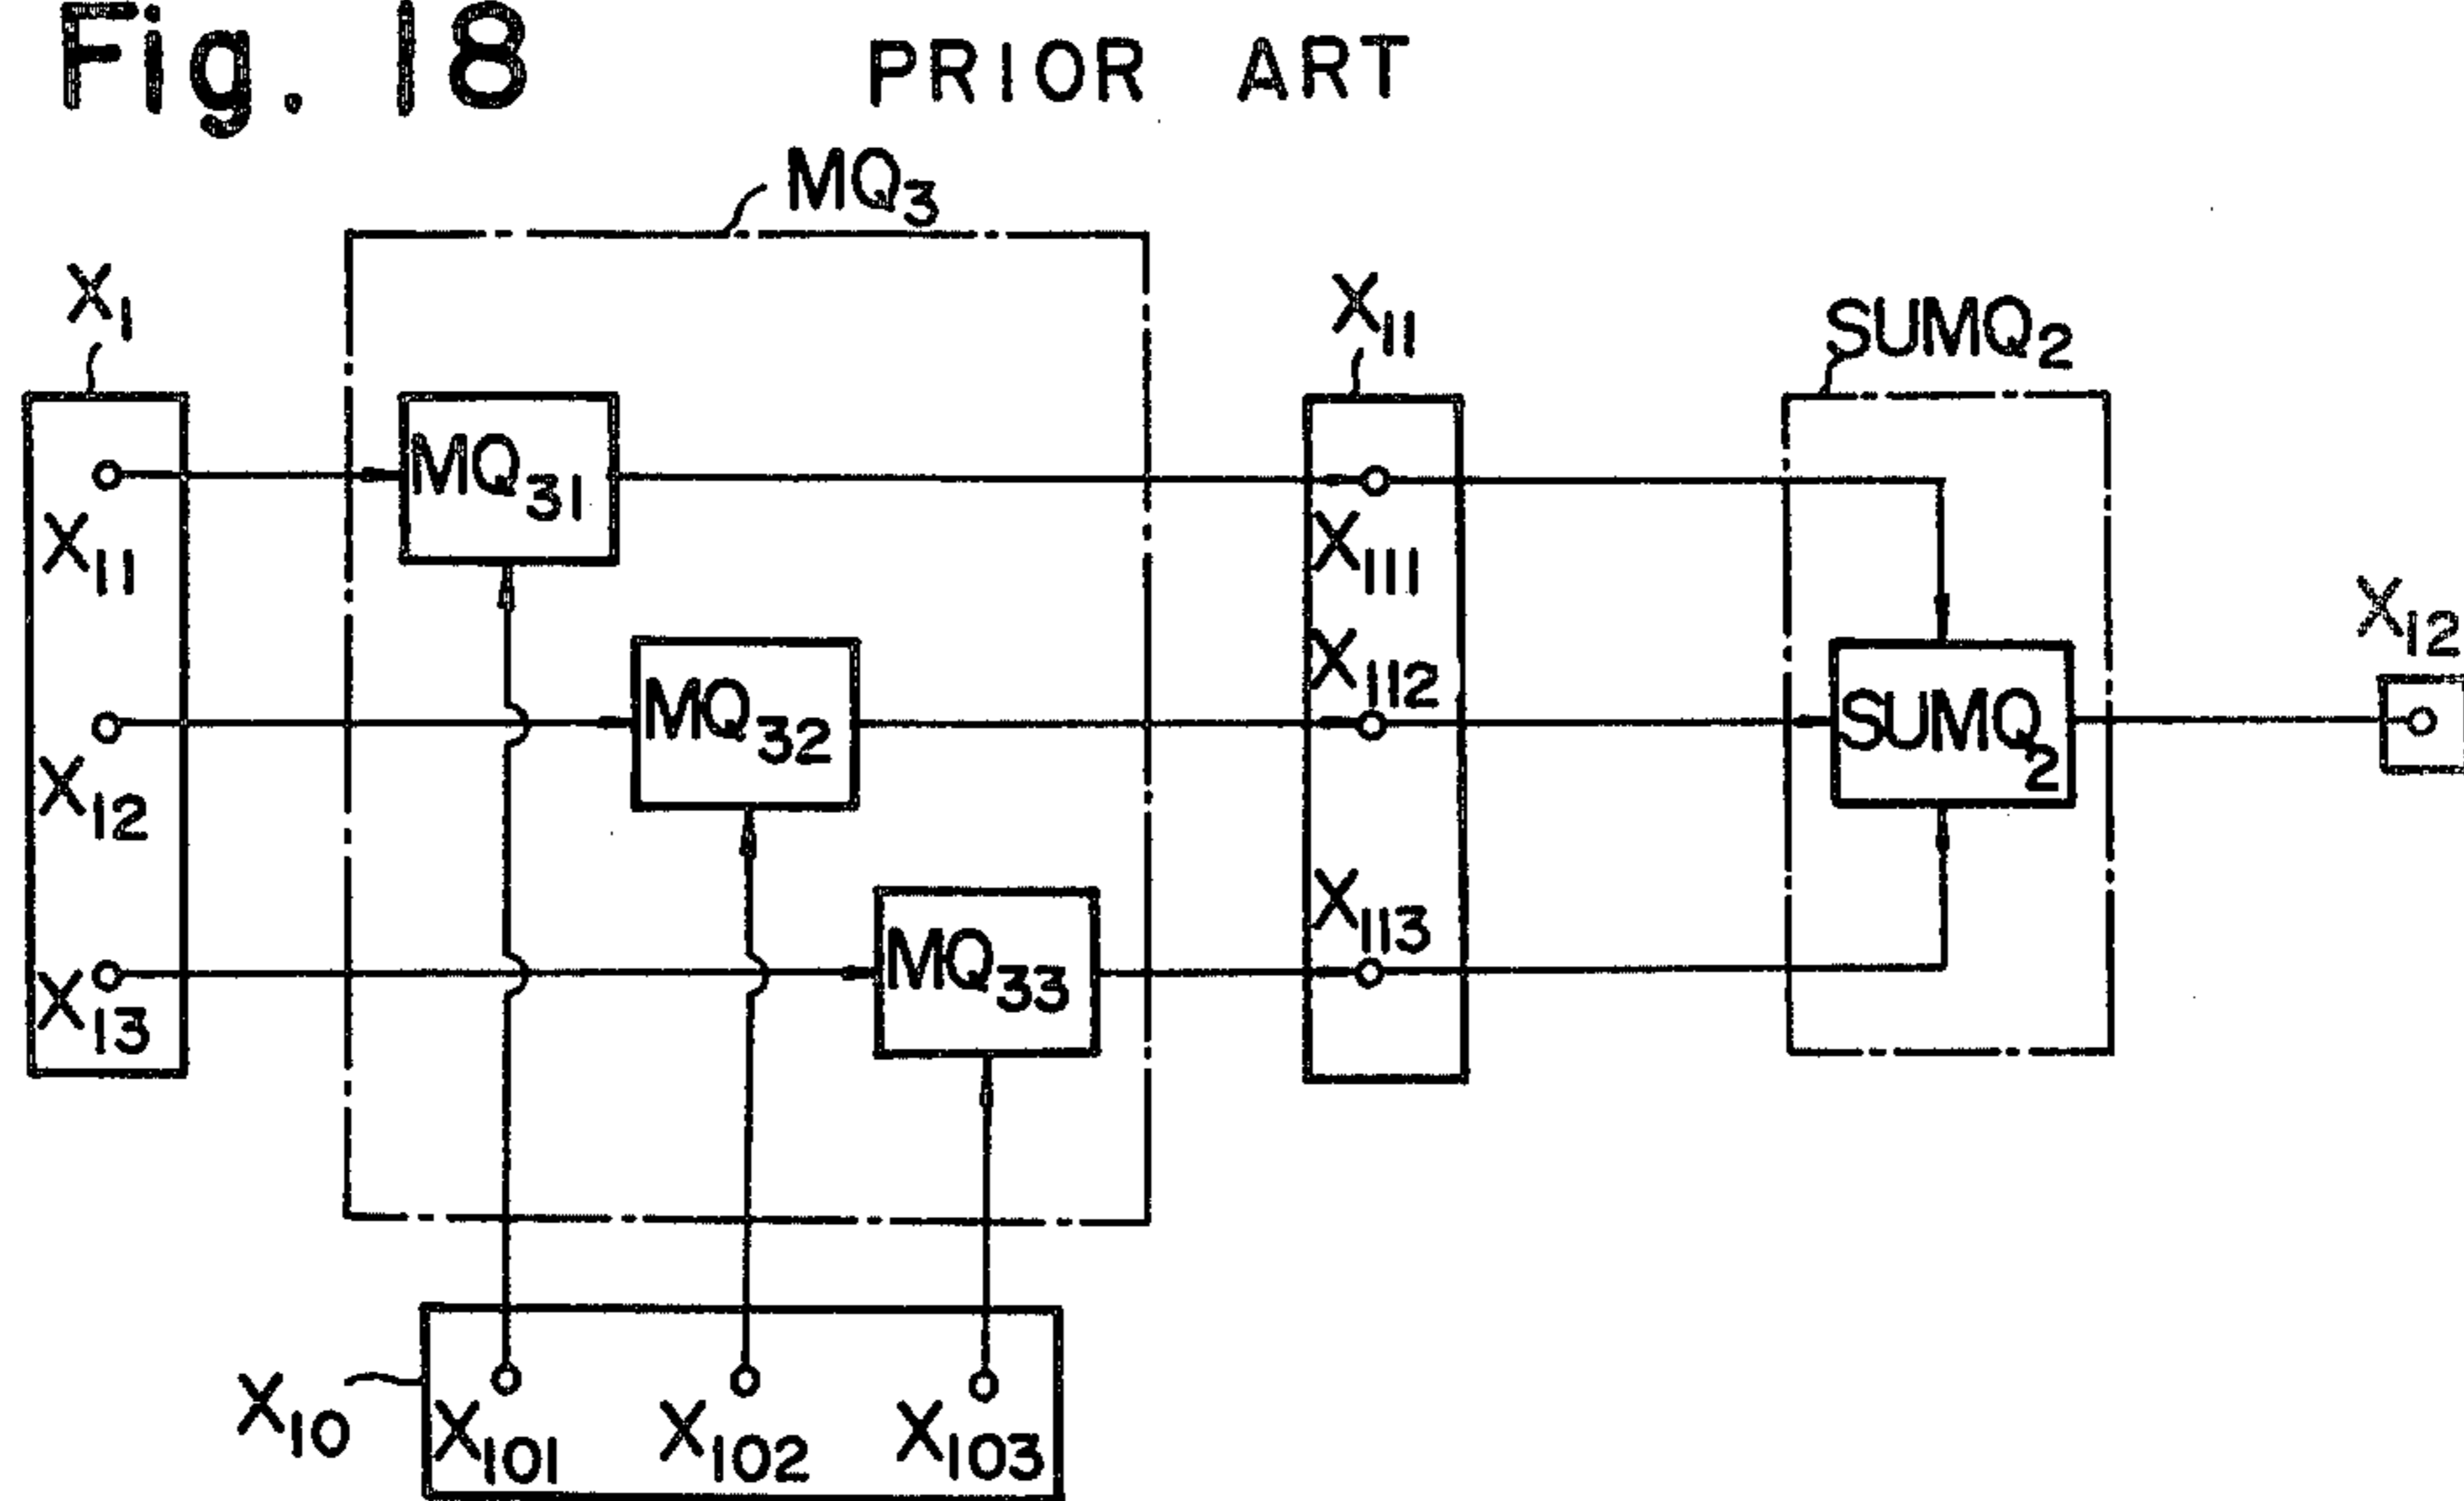 Fig. 18
PRIOR ART
MQ3
X1
X11
SUMQ2
MQ31
X11
X111
X12
X112
MQ32
SUMQ2
X12
X113
MQ33
X13
X10
X101
X102
X103